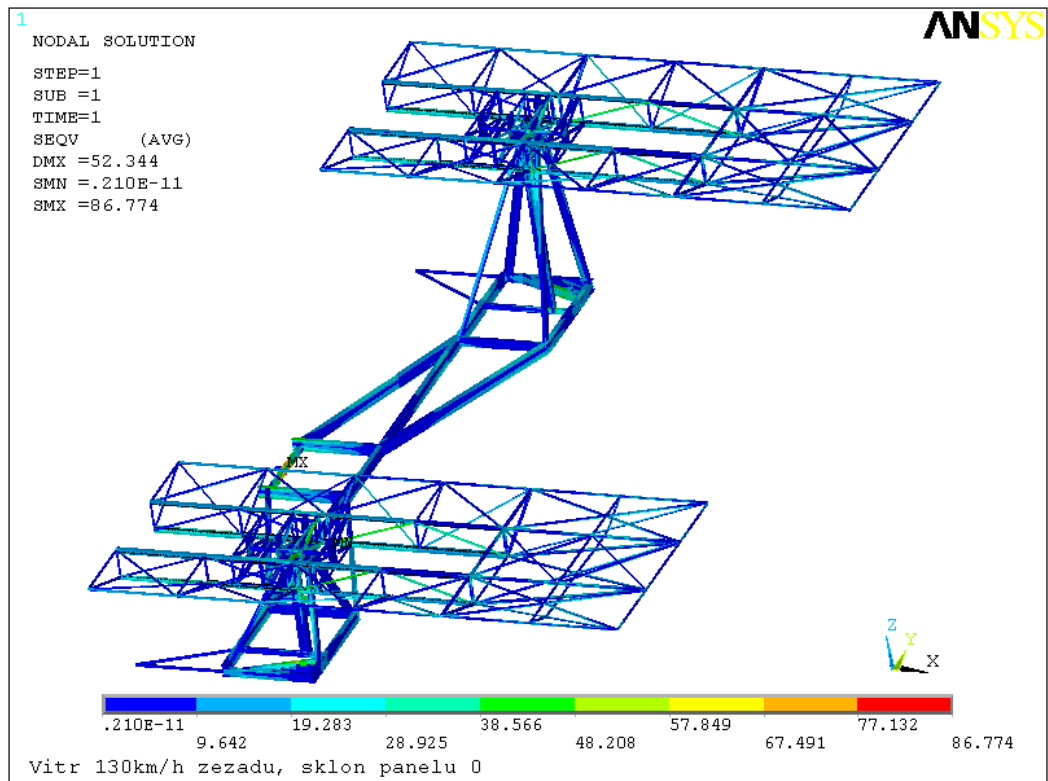 1
ANSYS
NODAL SOLUTION
STEP=1
SUB =1
TIME=1
SEQV (AVG)
DMX =52.344
SMN =.210E-11
SMX =86.774
MX
MN
Z
Y
X
.210E-11 19.283 38.566 57.849 77.132
9.642 28.925 48.208 67.491 86.774
Vitr 130km/h zezadu, sklon panelu 0